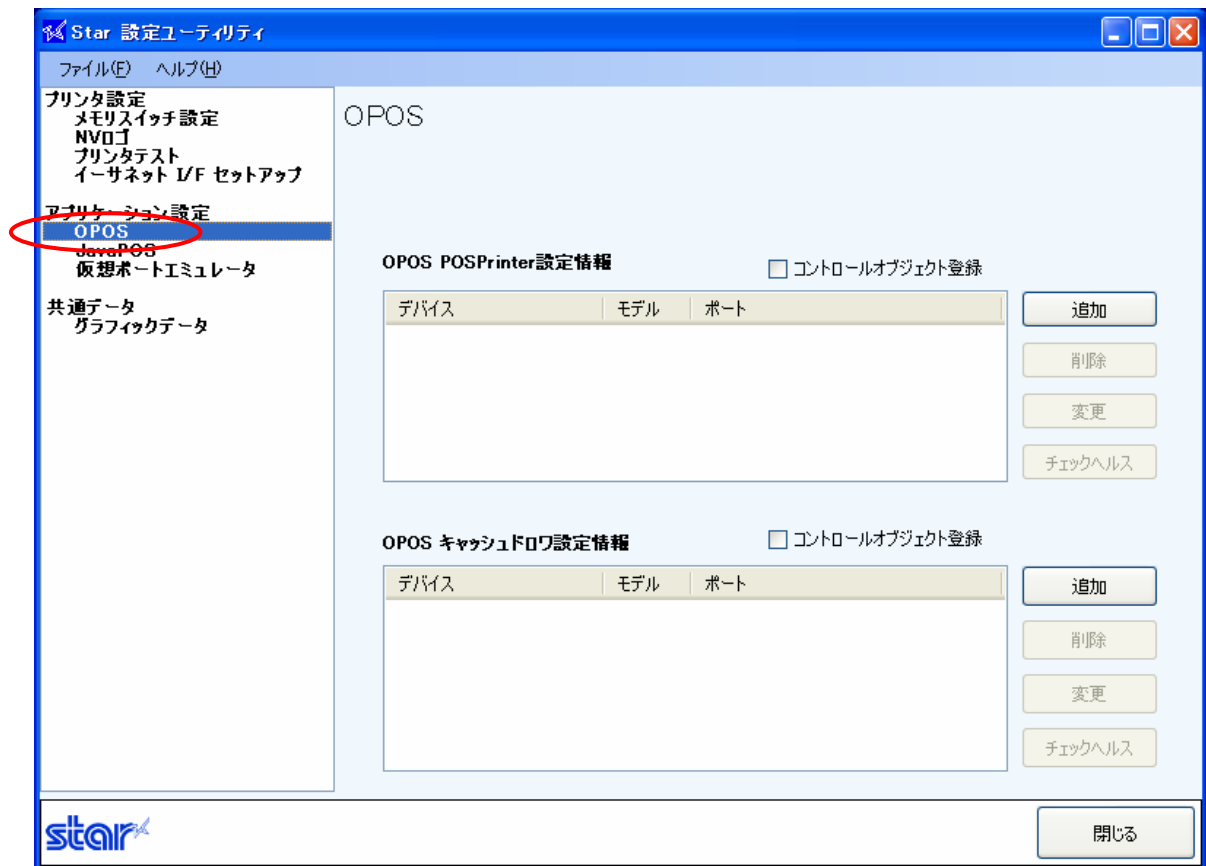 Star 設定ユーティリティ
ファイル(F) ヘルプ(H)
プリンタ設定
メモリスイッチ設定
NVロゴ
プリンタテスト
イーサネット I/F セットアップ
アプリケーション設定
OPOS
JavaPOS
仮想ポートエミュレータ
共通データ
グラフィックデータ
OPOS
OPOS POSPrinter設定情報
コントロールオブジェクト登録
デバイス モデル ポート
追加
削除
変更
チェックヘルス
OPOS キャッシュドロワ設定情報
コントロールオブジェクト登録
デバイス モデル ポート
追加
削除
変更
チェックヘルス
star
閉じる